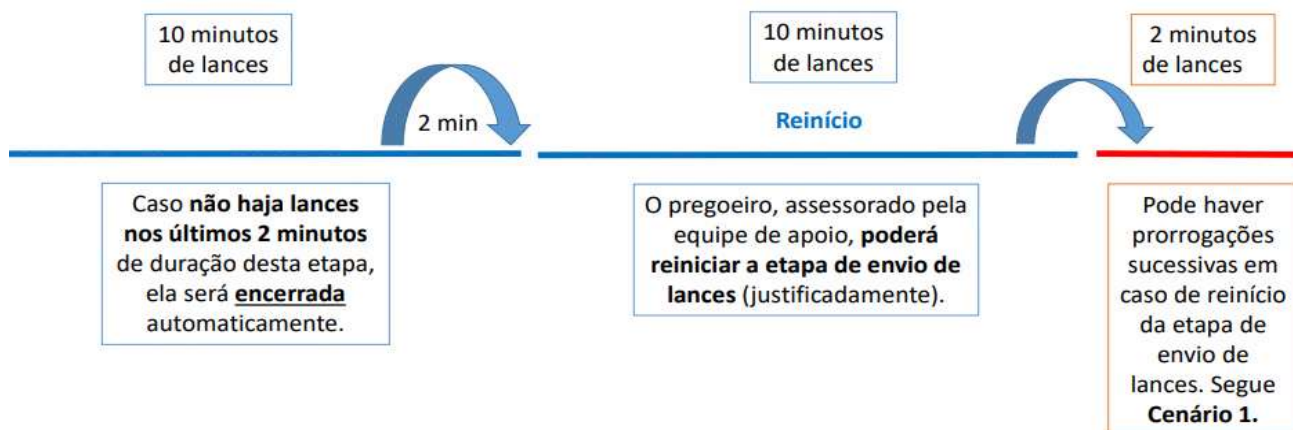 10 minutos
de lances
2 min
10 minutos
de lances
Reinício
2 minutos
de lances
Caso não haja lances
nos últimos 2 minutos
de duração desta etapa,
ela será encerrada
automaticamente.
O pregoeiro, assessorado pela
equipe de apoio, poderá
reiniciar a etapa de envio de
lances (justificadamente).
Pode haver
prorrogações
sucessivas em
caso de reinício
da etapa de
envio de
lances. Segue
Cenário 1.